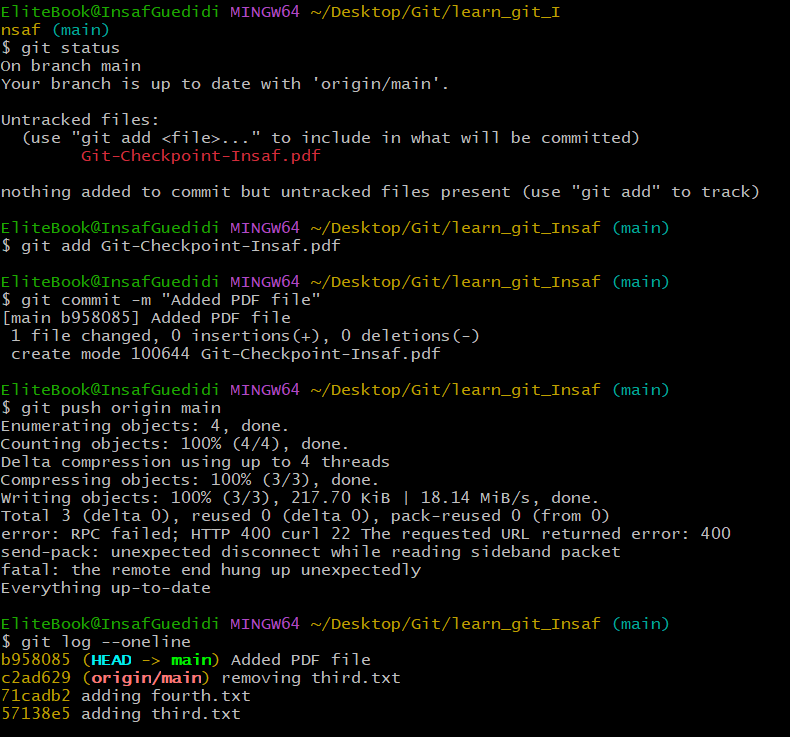 EliteBook@InsafGuedidi MINGW64 ~/Desktop/Git/learn_git_I
nsaf (main)
$ git status
On branch main
Your branch is up to date with 'origin/main'.

Untracked files:
  (use "git add <file>..." to include in what will be committed)
        Git-Checkpoint-Insaf.pdf

nothing added to commit but untracked files present (use "git add" to track)

EliteBook@InsafGuedidi MINGW64 ~/Desktop/Git/learn_git_Insaf (main)
$ git add Git-Checkpoint-Insaf.pdf

EliteBook@InsafGuedidi MINGW64 ~/Desktop/Git/learn_git_Insaf (main)
$ git commit -m "Added PDF file"
[main b958085] Added PDF file
 1 file changed, 0 insertions(+), 0 deletions(-)
 create mode 100644 Git-Checkpoint-Insaf.pdf

EliteBook@InsafGuedidi MINGW64 ~/Desktop/Git/learn_git_Insaf (main)
$ git push origin main
Enumerating objects: 4, done.
Counting objects: 100% (4/4), done.
Delta compression using up to 4 threads
Compressing objects: 100% (3/3), done.
Writing objects: 100% (3/3), 217.70 KiB | 18.14 MiB/s, done.
Total 3 (delta 0), reused 0 (delta 0), pack-reused 0 (from 0)
error: RPC failed; HTTP 400 curl 22 The requested URL returned error: 400
send-pack: unexpected disconnect while reading sideband packet
fatal: the remote end hung up unexpectedly
Everything up-to-date

EliteBook@InsafGuedidi MINGW64 ~/Desktop/Git/learn_git_Insaf (main)
$ git log --oneline
b958085 (HEAD -> main) Added PDF file
c2ad629 (origin/main) removing third.txt
71cadb2 adding fourth.txt
57138e5 adding third.txt